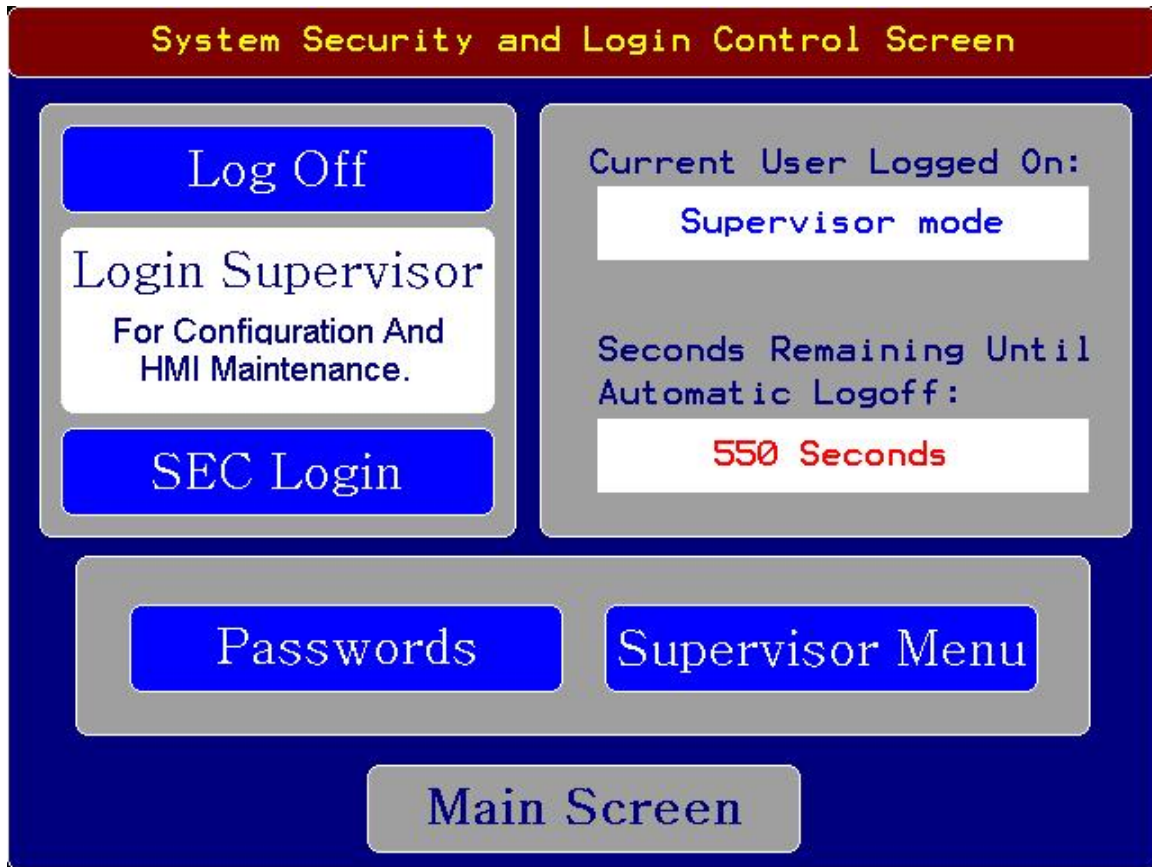 System Security and Login Control Screen
Log Off
Login Supervisor
For Configuration And
HMI Maintenance.
SEC Login
Current User Logged On:
Supervisor mode
Seconds Remaining Until
Automatic Logoff:
550 Seconds
Passwords
Supervisor Menu
Main Screen